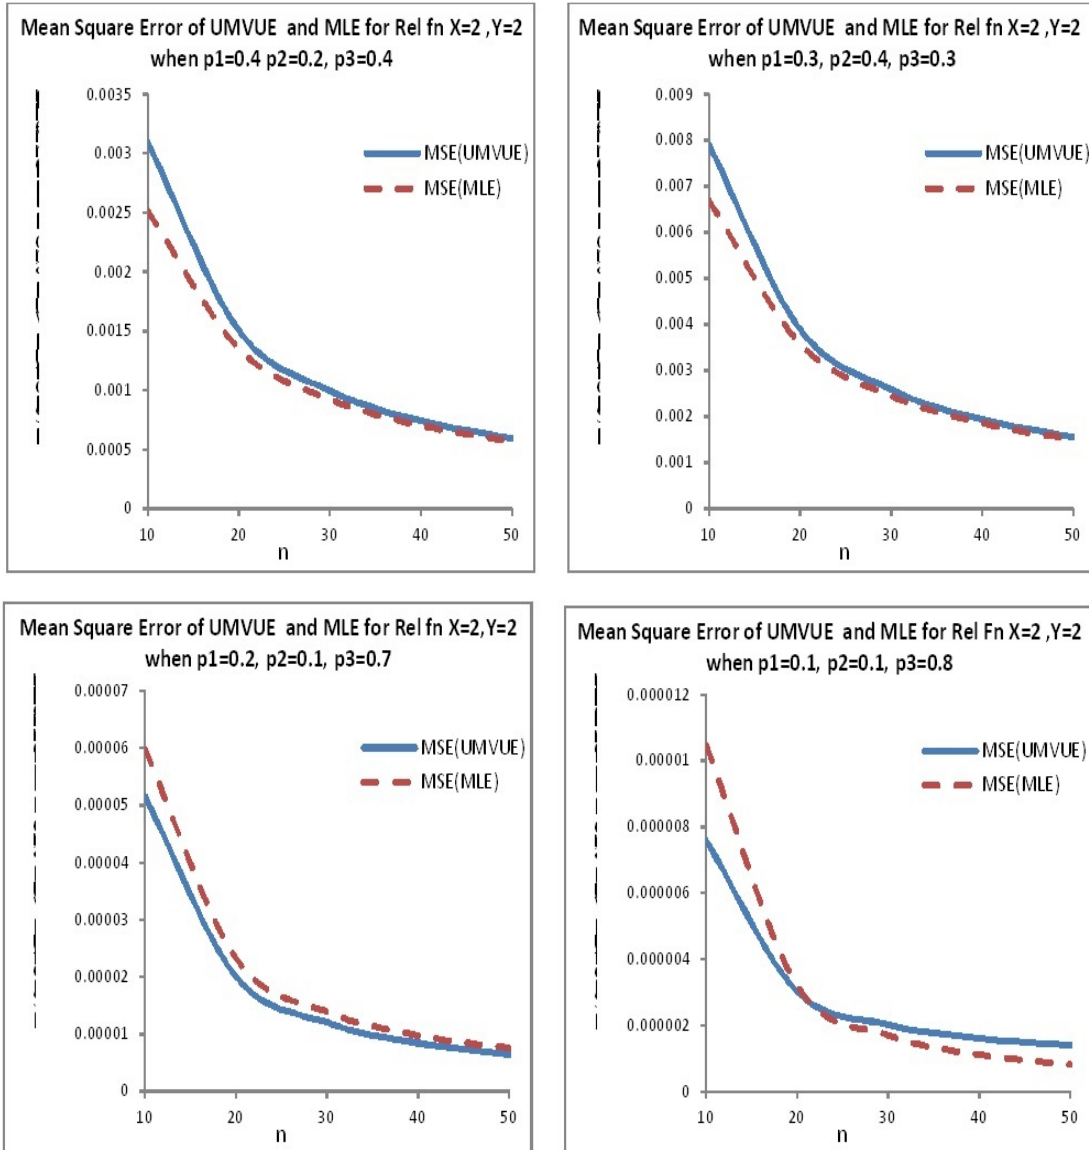 Mean Square Error of UMVUE and MLE for Rel fn X=2 ,Y=2
when p1=0.4 p2=0.2, p3=0.4
0.0035
0.003
0.0025
0.002
0.0015
0.001
0.0005
0
MSE(UMVUE)
MSE(MLE)
10 20 30 40 50
n
Mean Square Error of UMVUE and MLE for Rel fn X=2 ,Y=2
when p1=0.3, p2=0.4, p3=0.3
0.009
0.008
0.007
0.006
0.005
0.004
0.003
0.002
0.001
0
MSE(UMVUE)
MSE(MLE)
10 20 30 40 50
n
Mean Square Error of UMVUE and MLE for Rel fn X=2,Y=2
when p1=0.2, p2=0.1, p3=0.7
0.00007
0.00006
0.00005
0.00004
0.00003
0.00002
0.00001
0
MSE(UMVUE)
MSE(MLE)
10 20 30 40 50
n
Mean Square Error of UMVUE and MLE for Rel Fn X=2 ,Y=2
when p1=0.1, p2=0.1, p3=0.8
0.000012
0.00001
0.000008
0.000006
0.000004
0.000002
0
MSE(UMVUE)
MSE(MLE)
10 20 30 40 50
n